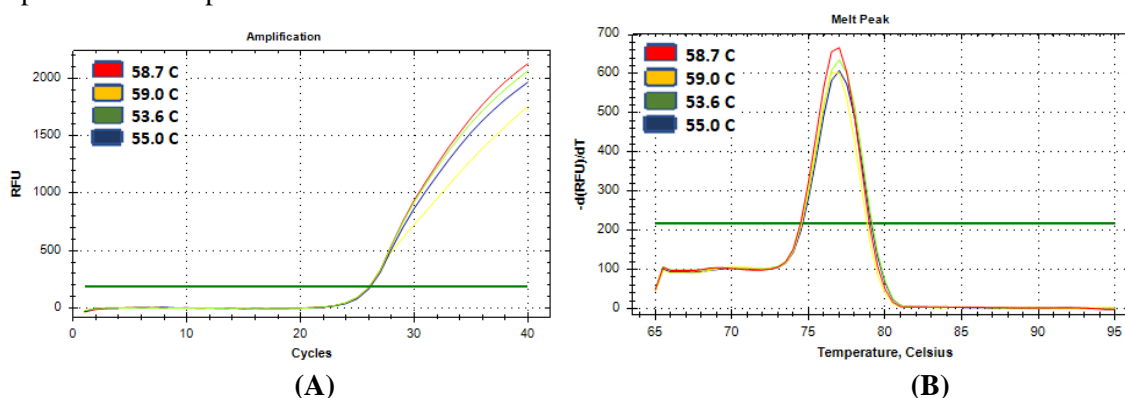 Amplification
58.7 C
59.0 C
53.6 C
55.0 C
2000
1500
1000
500
0
RFU
0
10
20
30
40
Cycles
(A)
Melt Peak
58.7 C
59.0 C
53.6 C
55.0 C
700
600
500
400
300
200
100
0
-d(RFU)/dT
65
70
75
80
85
90
95
Temperature, Celsius
(B)